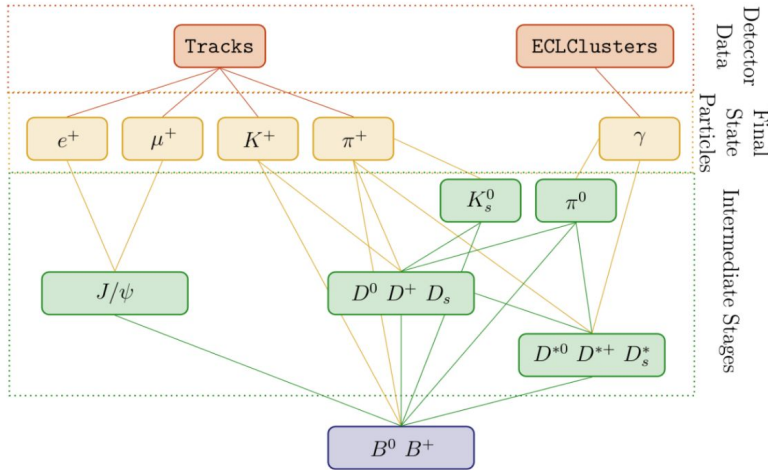 Tracks
ECLClusters
Detector
Data
e⁺
μ⁺
K⁺
π⁺
γ
Final
State
Particles
K⁰ₛ
π⁰
J/ψ
D⁰ D⁺ Dₛ
D*⁰ D*⁺ D*ₛ
Intermediate Stages
B⁰ B⁺